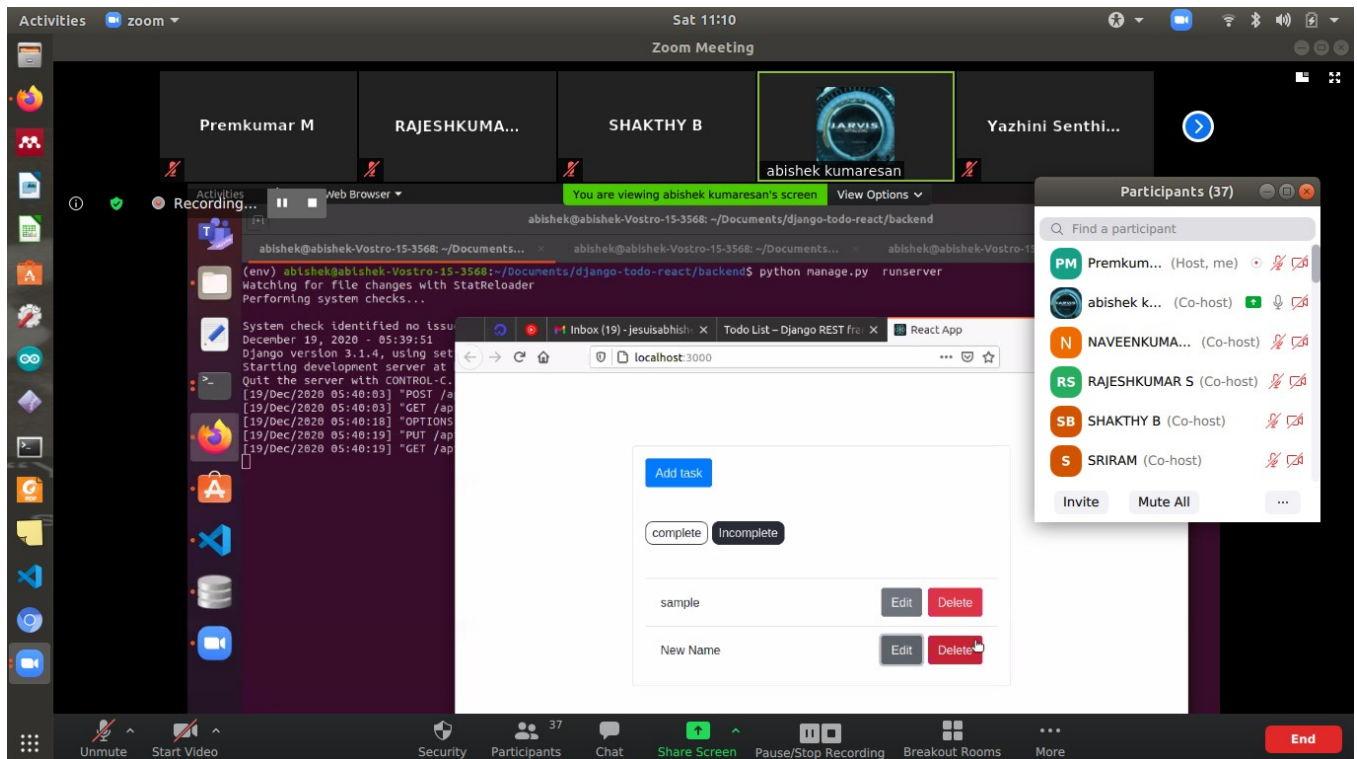 Activities zoom Sat 11:10
Zoom Meeting
Premkumar M RAJESHKUMA... SHAKTHY B JARVIS Yazhini Senthi...
abishek kumaresan
Activities Web Browser You are viewing abishek kumaresan's screen View Options
Recording...
abishek@abishek-Vostro-15-3568: ~/Documents/django-todo-react/backend
abishek@abishek-Vostro-15-3568: ~/Documents... × abishek@abishek-Vostro-15-3568: ~/Documents... × abishek@abishek-Vostro-15
(env) abishek@abishek-Vostro-15-3568:~/Documents/django-todo-react/backend$ python manage.py runserver
Watching for file changes with StatReloader
Performing system checks...
System check identified no issu
December 19, 2020 - 05:39:51
Django version 3.1.4, using set
Starting development server at
Quit the server with CONTROL-C.
[19/Dec/2020 05:40:03] "POST /a
[19/Dec/2020 05:40:03] "GET /ap
[19/Dec/2020 05:40:18] "OPTIONS
[19/Dec/2020 05:40:19] "PUT /ap
[19/Dec/2020 05:40:19] "GET /ap
Inbox (19) - jesuisabhish × Todo List – Django REST fra × React App
localhost:3000
Add task
complete Incomplete
sample Edit Delete
New Name Edit Delete
Participants (37)
Find a participant
PM Premkum... (Host, me)
abishek k... (Co-host)
N NAVEENKUMA... (Co-host)
RS RAJESHKUMAR S (Co-host)
SB SHAKTHY B (Co-host)
S SRIRAM (Co-host)
Invite Mute All ...
Unmute Start Video Security Participants 37 Chat Share Screen Pause/Stop Recording Breakout Rooms More End